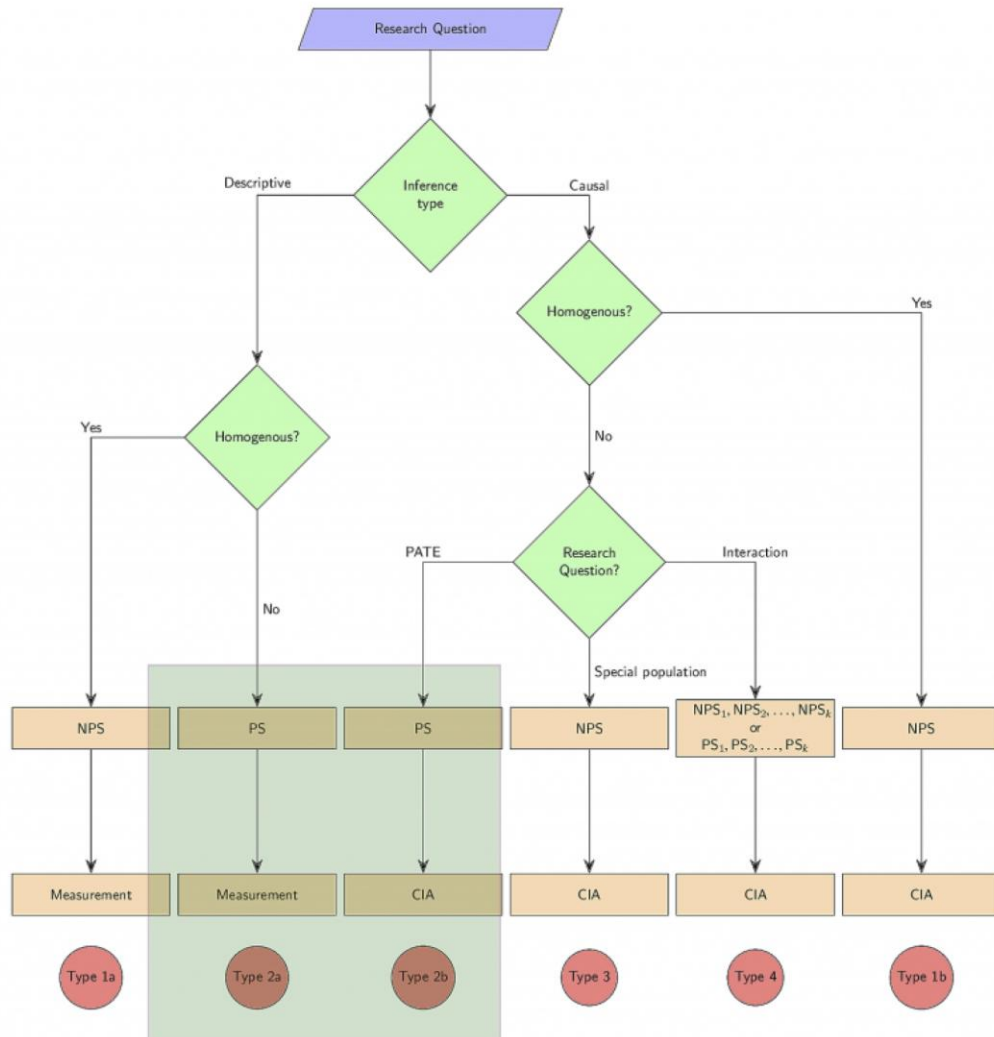 Research Question
Descriptive
Inference
type
Causal
Homogenous?
Yes
Yes
Homogenous?
No
PATE
Research
Question?
Interaction
No
Special population
NPS
PS
PS
NPS
NPS₁, NPS₂, . . . , NPSₖ
or
PS₁, PS₂, . . . , PSₖ
NPS
Measurement
Measurement
CIA
CIA
CIA
CIA
Type 1a
Type 2a
Type 2b
Type 3
Type 4
Type 1b